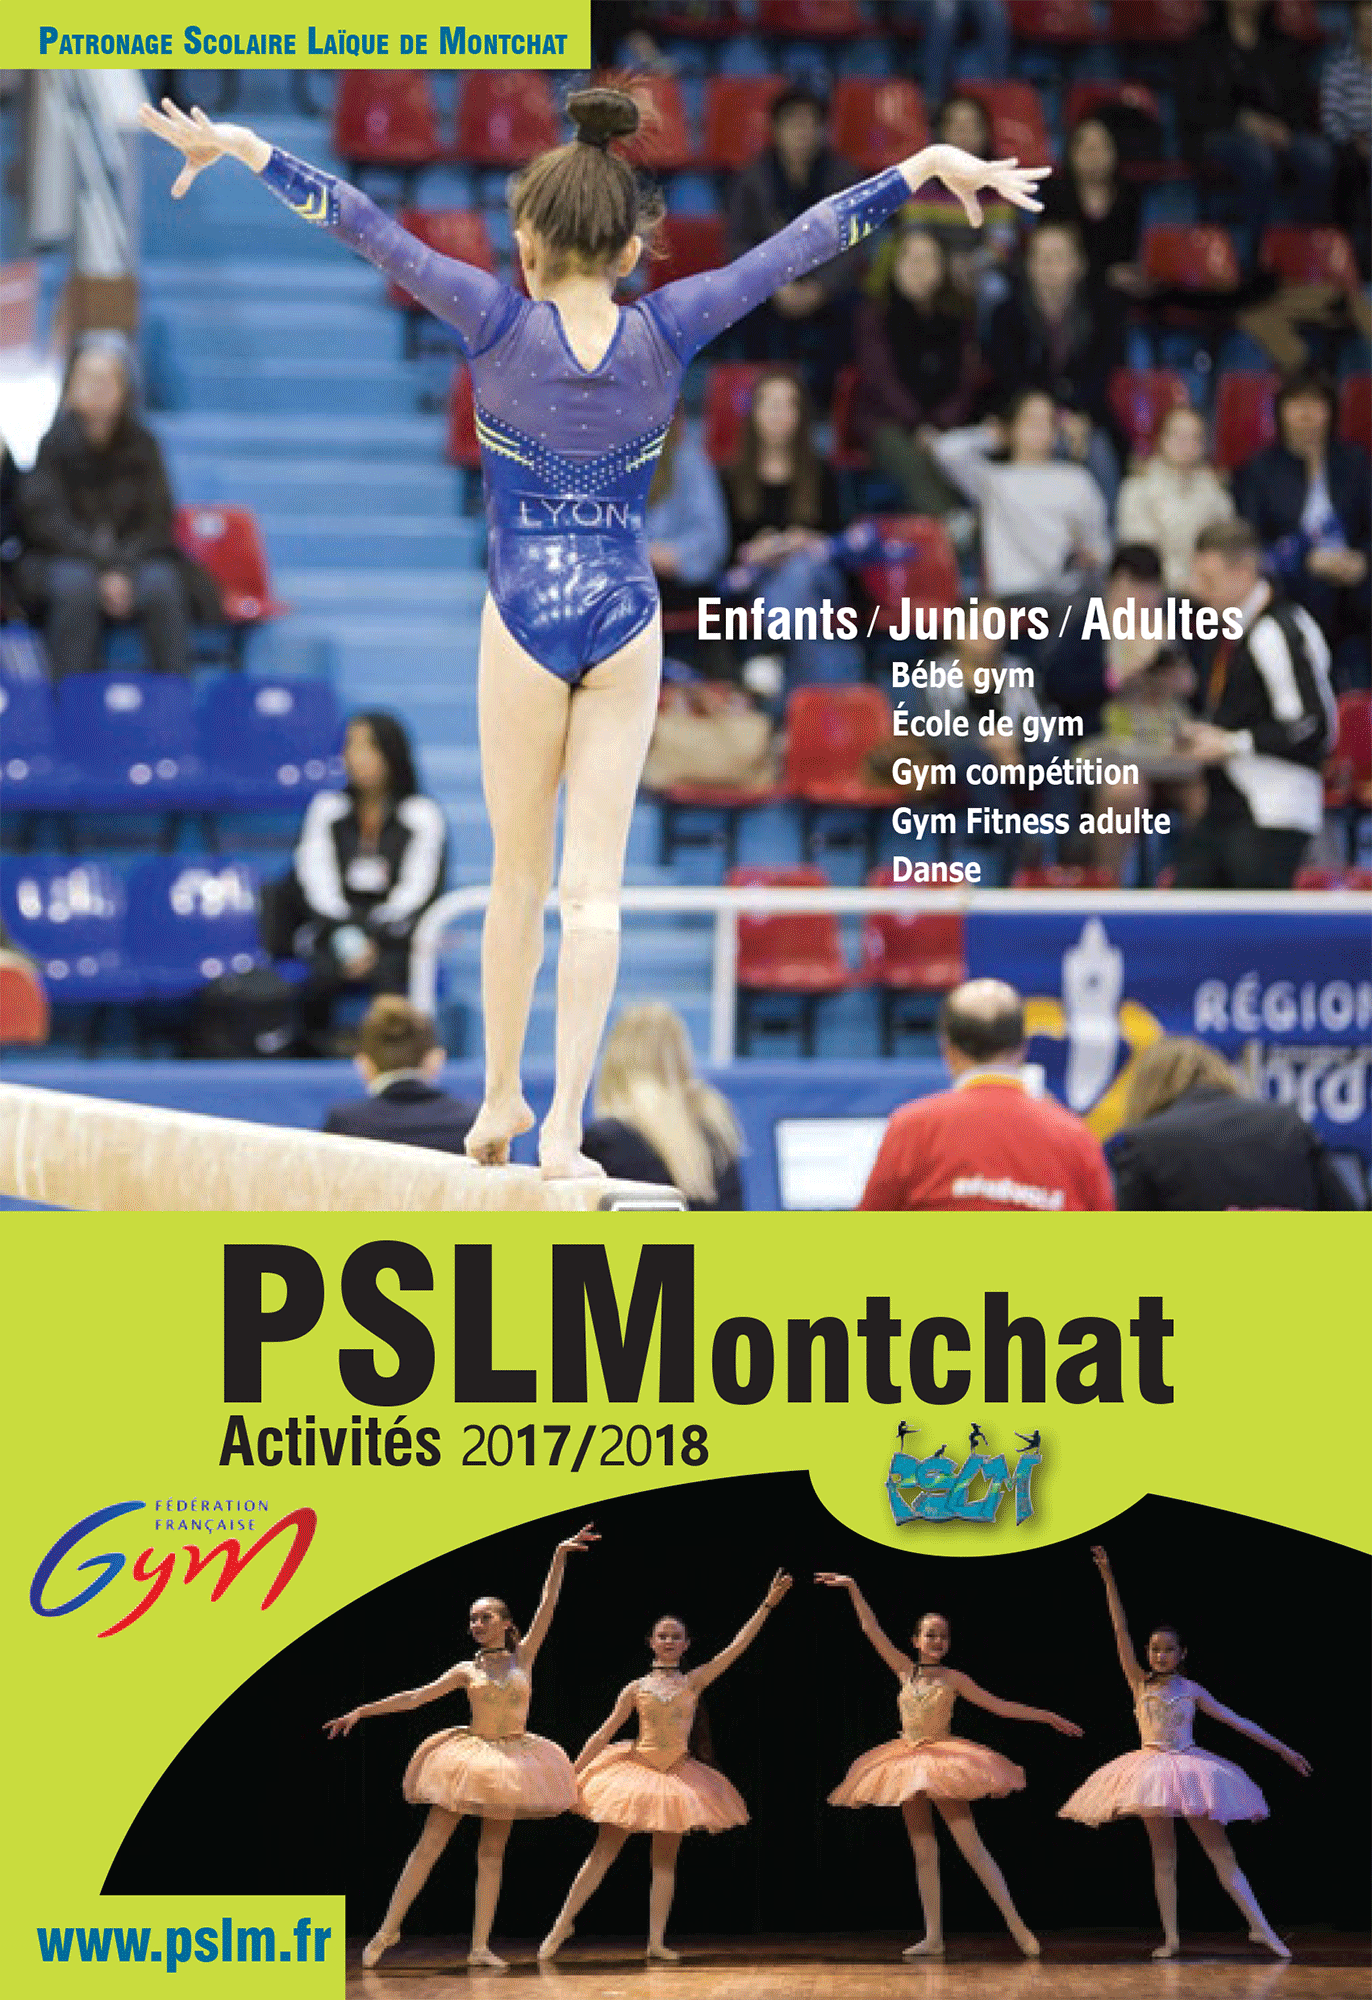 PATRONAGE SCOLAIRE LAÏQUE DE MONTCHAT
LYON
Enfants / Juniors / Adultes
Bébé gym
École de gym
Gym compétition
Gym Fitness adulte
Danse
RÉGION
PSLMontchat
Activités 2017/2018
PSLM
FÉDÉRATION
FRANÇAISE
Gym
www.pslm.fr